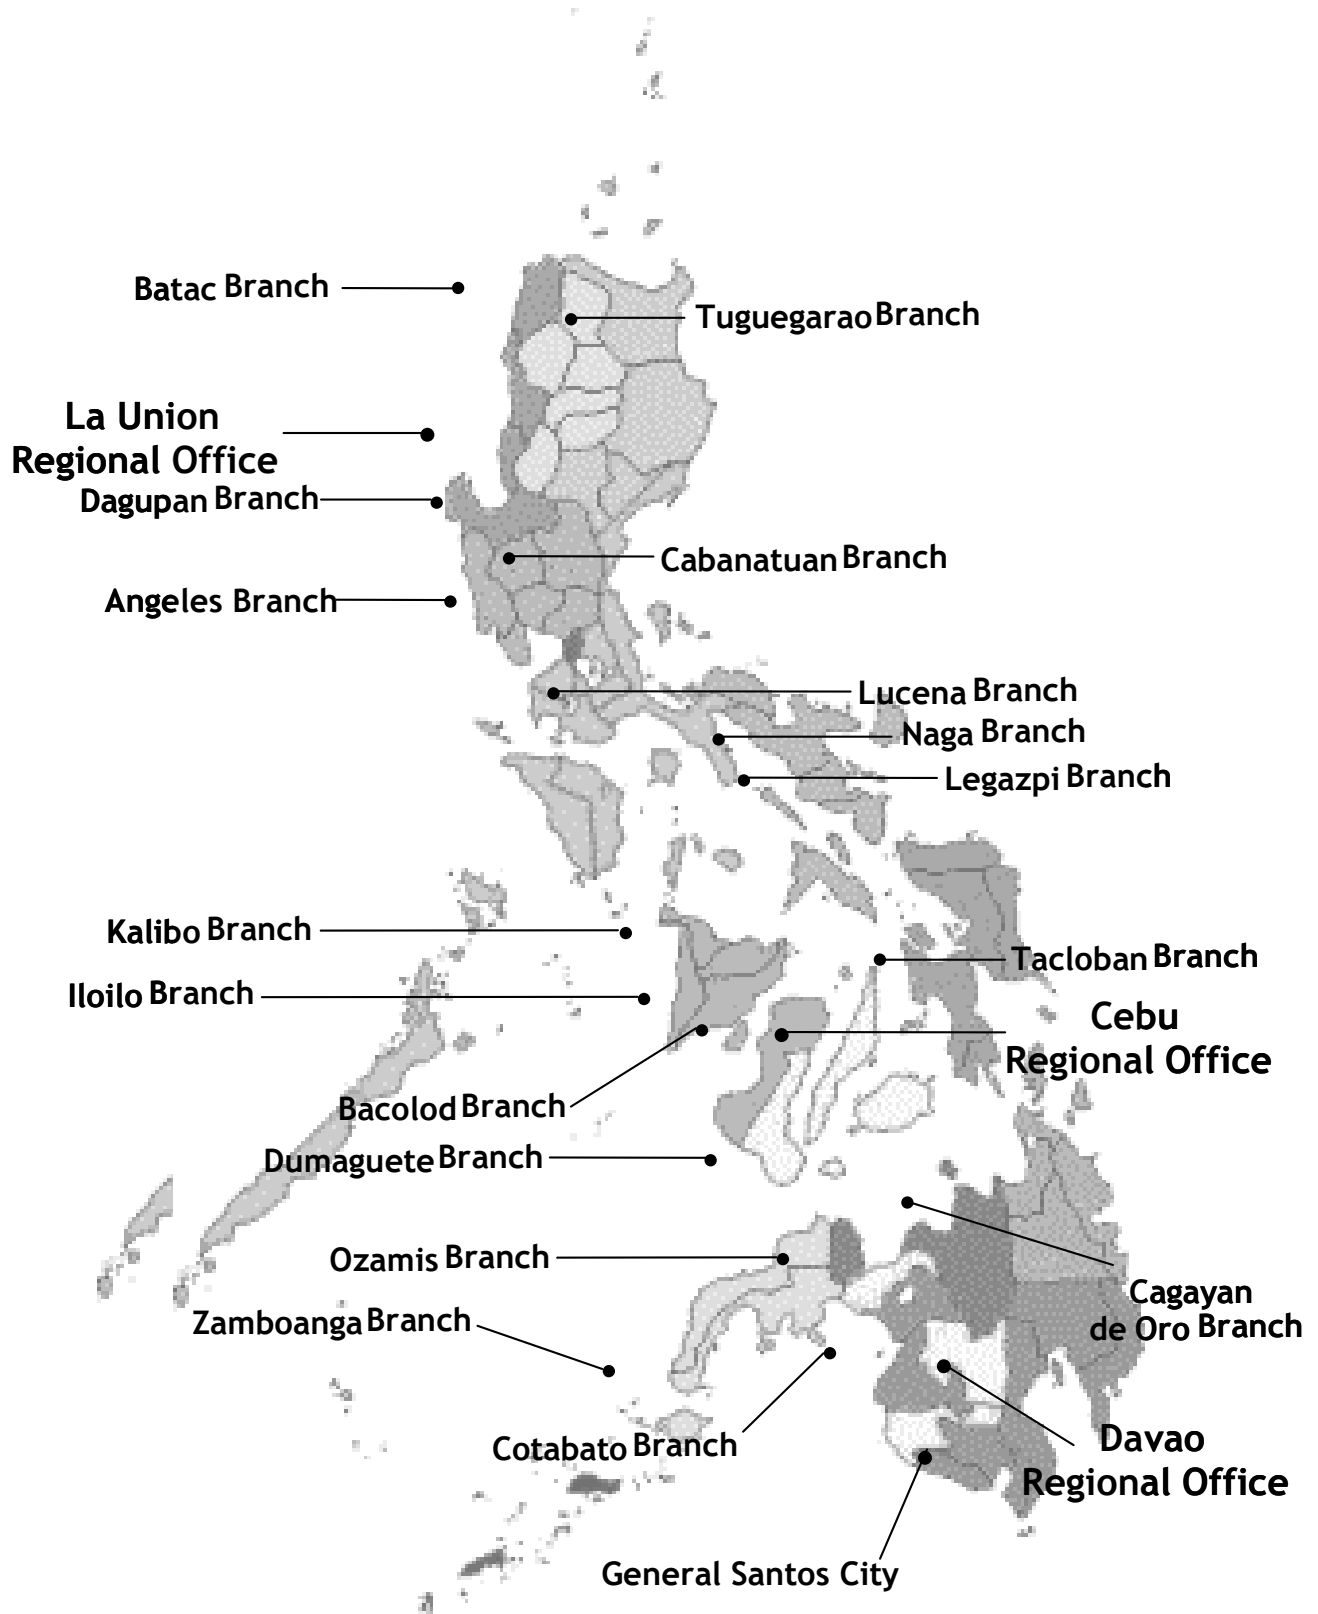 Batac Branch
Tuguegarao Branch
La Union
Regional Office
Dagupan Branch
Cabanatuan Branch
Angeles Branch
Lucena Branch
Naga Branch
Legazpi Branch
Kalibo Branch
Tacloban Branch
Iloilo Branch
Cebu
Regional Office
Bacolod Branch
Dumaguete Branch
Ozamis Branch
Cagayan
de Oro Branch
Zamboanga Branch
Cotabato Branch
Davao
Regional Office
General Santos City